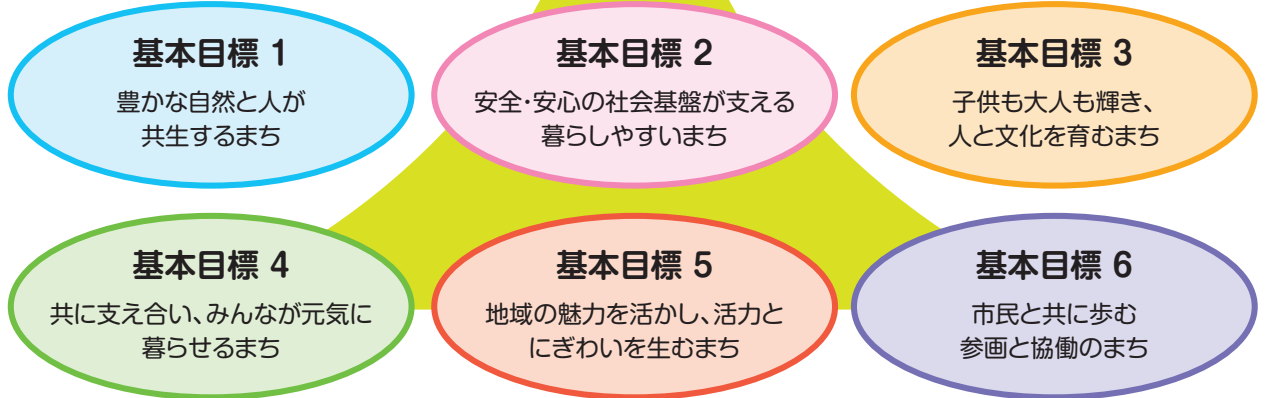 基本目標 1
豊かな自然と人が
共生するまち
基本目標 2
安全・安心の社会基盤が支える
暮らしやすいまち
基本目標 3
子供も大人も輝き、
人と文化を育むまち
基本目標 4
共に支え合い、みんなが元気に
暮らせるまち
基本目標 5
地域の魅力を活かし、活力と
にぎわいを生むまち
基本目標 6
市民と共に歩む
参画と協働のまち